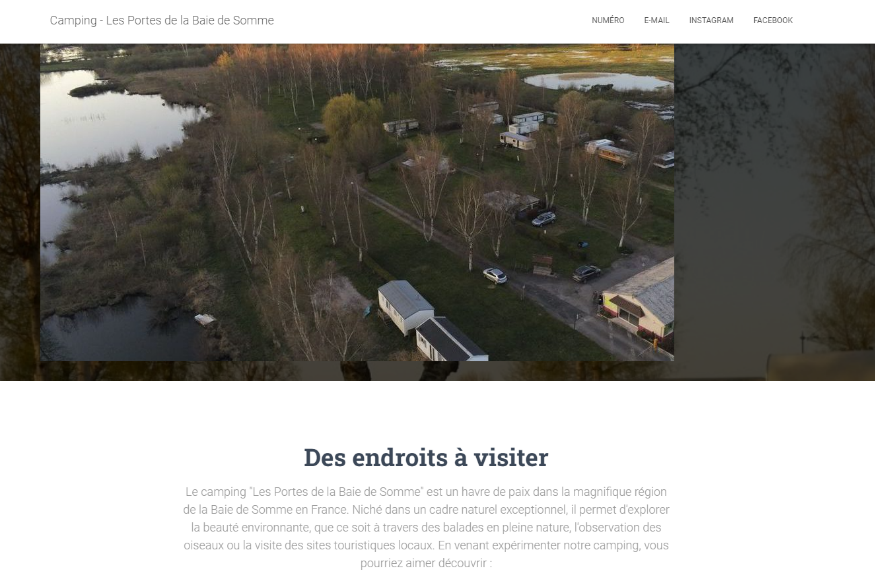 Camping - Les Portes de la Baie de Somme
NUMÉRO E-MAIL INSTAGRAM FACEBOOK
Des endroits à visiter
Le camping "Les Portes de la Baie de Somme" est un havre de paix dans la magnifique région
de la Baie de Somme en France. Niché dans un cadre naturel exceptionnel, il permet d'explorer
la beauté environnante, que ce soit à travers des balades en pleine nature, l'observation des
oiseaux ou la visite des sites touristiques locaux. En venant expérimenter notre camping, vous
pourriez aimer découvrir :